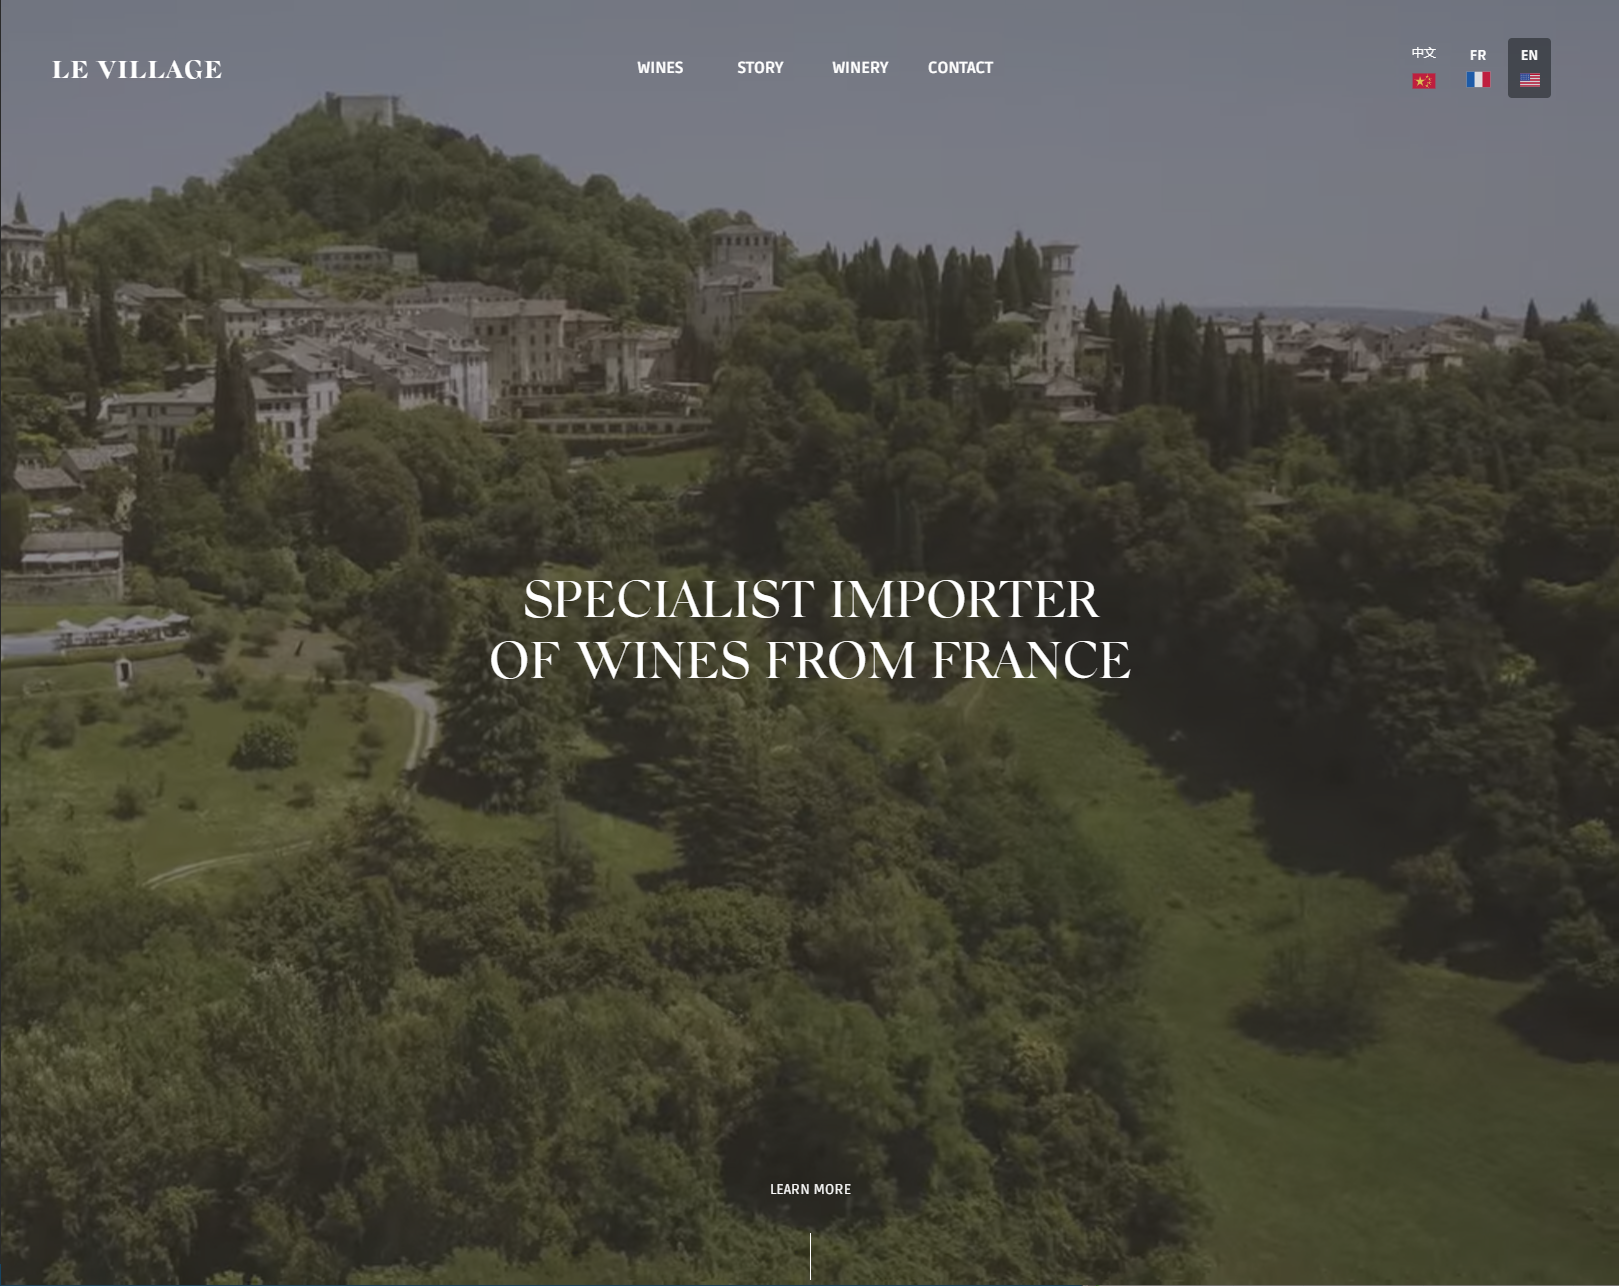 LE VILLAGE
WINES STORY WINERY CONTACT
中文 FR EN
SPECIALIST IMPORTER
OF WINES FROM FRANCE
LEARN MORE